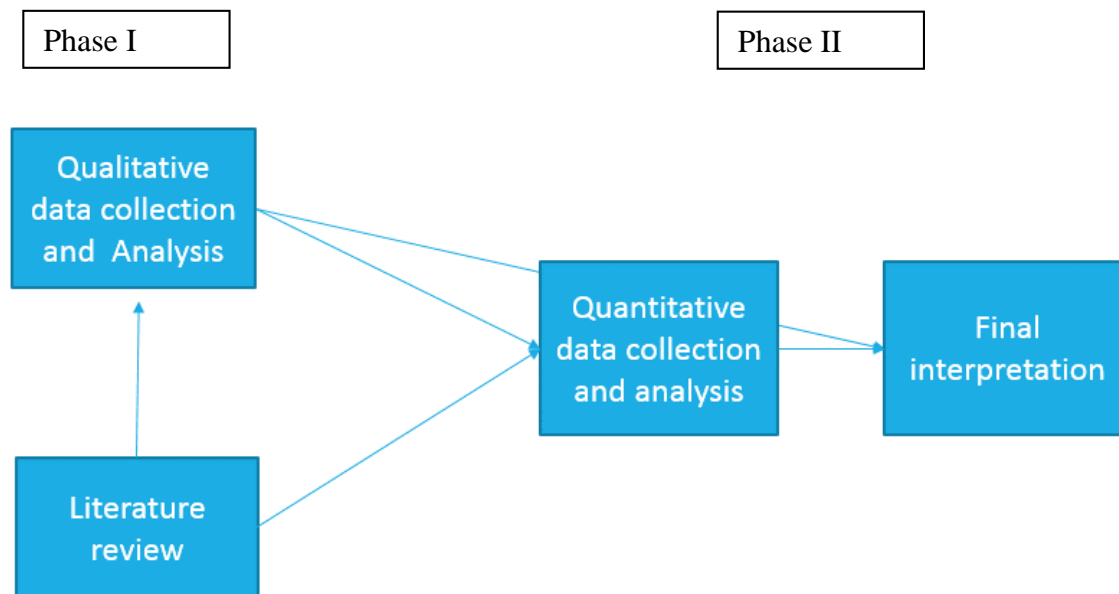 Phase I
Phase II
Qualitative
data collection
and Analysis
Quantitative
data collection
and analysis
Final
interpretation
Literature
review